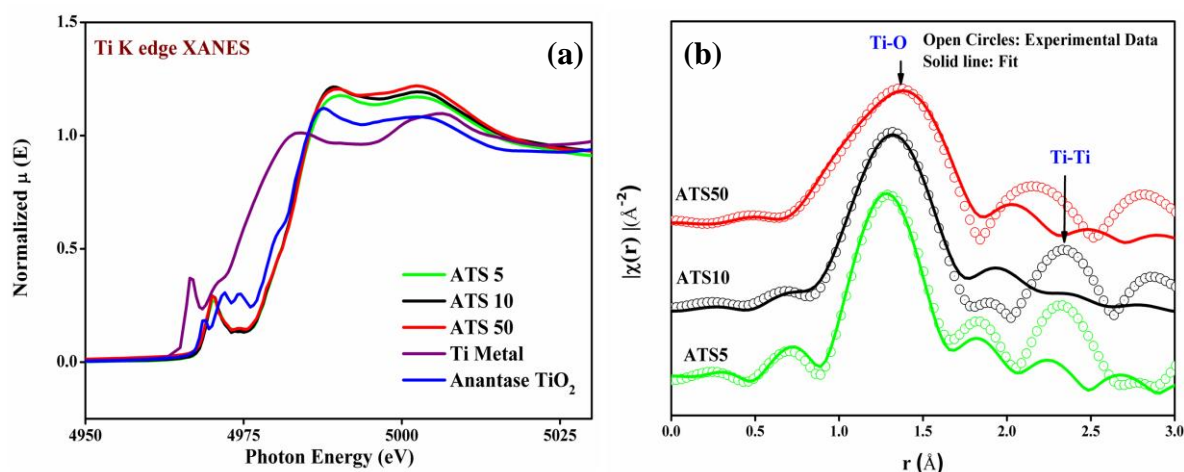 Ti K edge XANES
(a)
1.5
1.0
0.5
0.0
Normalized μ (E)
ATS 5
ATS 10
ATS 50
Ti Metal
Anantase TiO₂
4950
4975
5000
5025
Photon Energy (eV)
(b)
Ti-O
Open Circles: Experimental Data
Solid line: Fit
Ti-Ti
ATS50
ATS10
ATS5
|χ(r) |(Å⁻²)
0.0
0.5
1.0
1.5
2.0
2.5
3.0
r (Å)